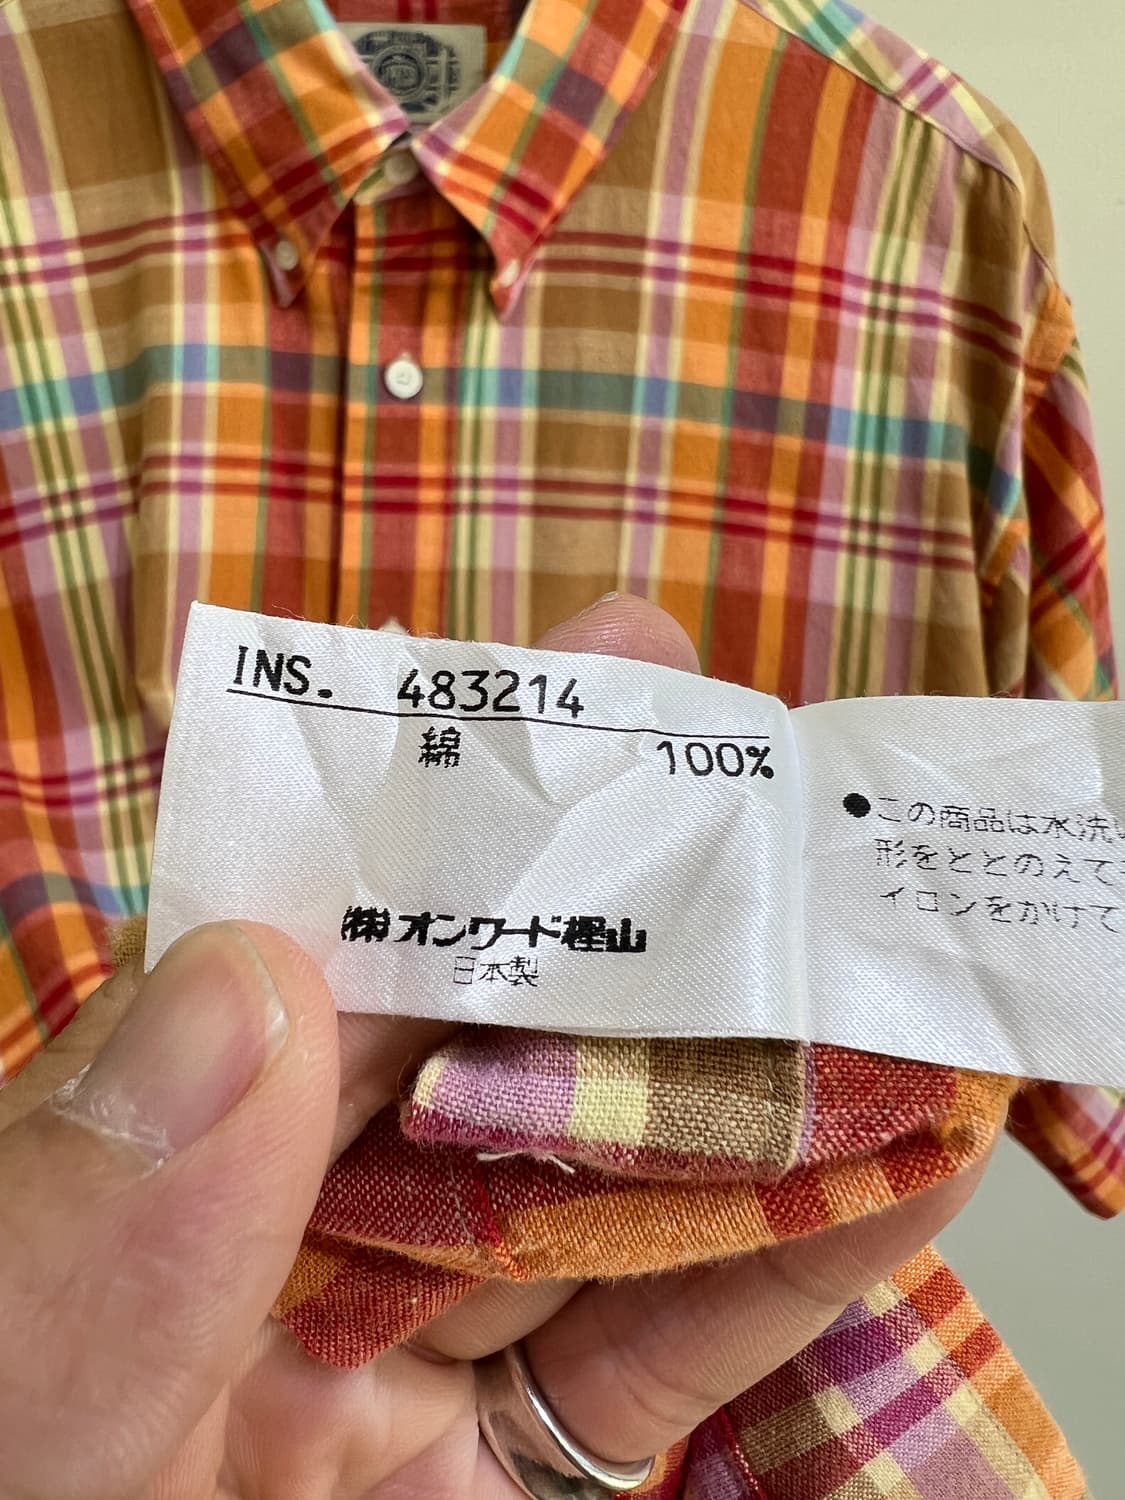 INS. 483214
綿 100%
㈱オンワード樫山
日本製
●この商品は水洗い
形をととのえて
イロンをかけて